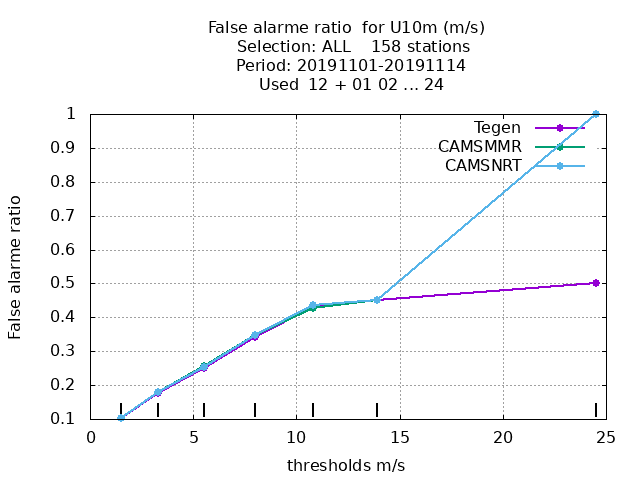 False alarme ratio  for U10m (m/s)
Selection: ALL    158 stations
Period: 20191101-20191114
Used  12 + 01 02 ... 24
Tegen
CAMSMMR
CAMSNRT
1
0.9
0.8
0.7
0.6
0.5
0.4
0.3
0.2
0.1
False alarme ratio
0 5 10 15 20 25
thresholds m/s